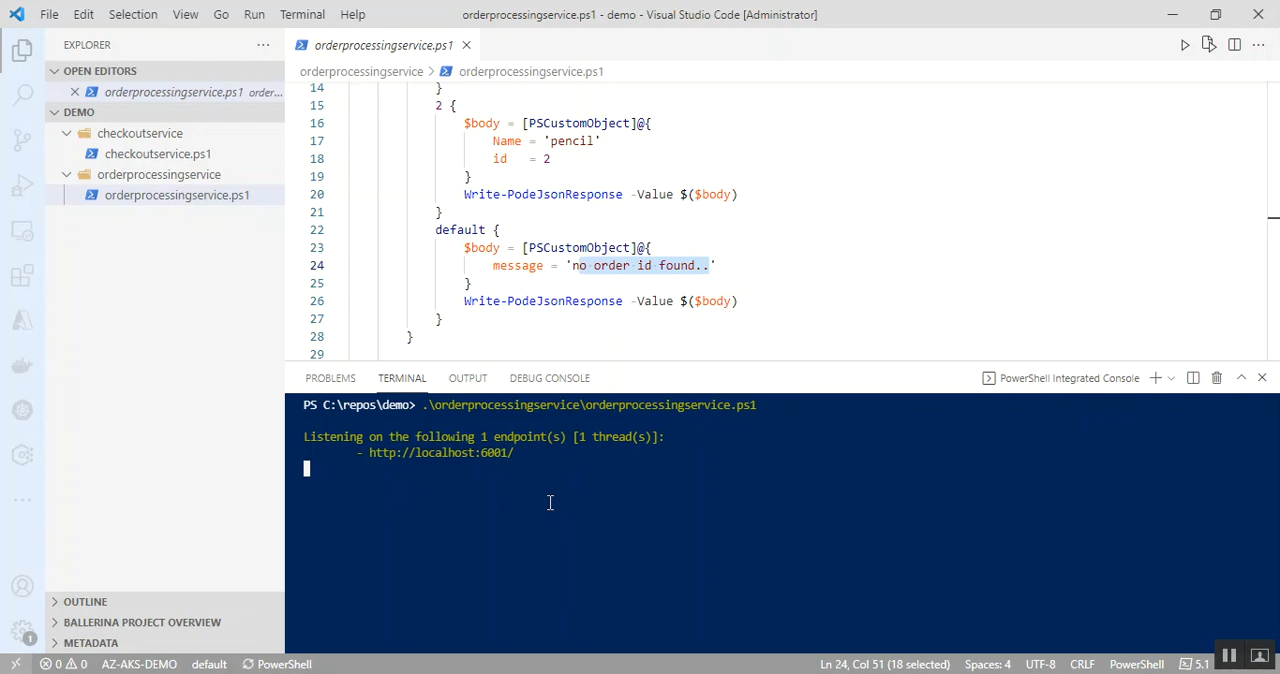 File Edit Selection View Go Run Terminal Help orderprocessingservice.ps1 - demo - Visual Studio Code [Administrator]
EXPLORER
OPEN EDITORS
orderprocessingservice.ps1 order...
DEMO
checkoutservice
checkoutservice.ps1
orderprocessingservice
orderprocessingservice.ps1
OUTLINE
BALLERINA PROJECT OVERVIEW
METADATA
1
orderprocessingservice.ps1
orderprocessingservice > orderprocessingservice.ps1
14 }
15 2 {
16 $body = [PSCustomObject]@{
17 Name = 'pencil'
18 id = 2
19 }
20 Write-PodeJsonResponse -Value $($body)
21 }
22 default {
23 $body = [PSCustomObject]@{
24 message = 'no·order·id·found..'
25 }
26 Write-PodeJsonResponse -Value $($body)
27 }
28 }
29
PROBLEMS TERMINAL OUTPUT DEBUG CONSOLE PowerShell Integrated Console
PS C:\repos\demo> .\orderprocessingservice\orderprocessingservice.ps1
Listening on the following 1 endpoint(s) [1 thread(s)]:
- http://localhost:6001/
0 0 AZ-AKS-DEMO default PowerShell Ln 24, Col 51 (18 selected) Spaces: 4 UTF-8 CRLF PowerShell 5.1